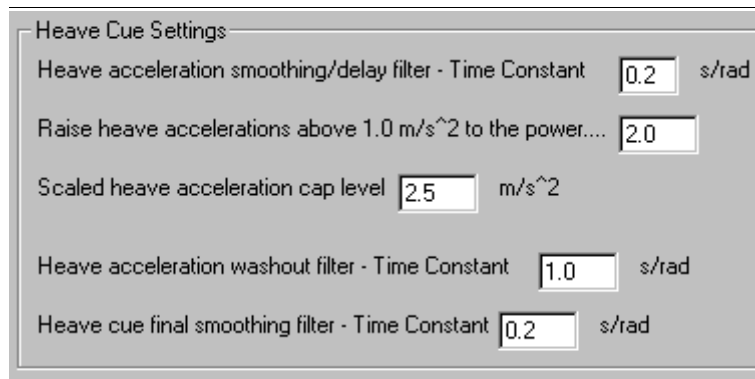 Heave Cue Settings
Heave acceleration smoothing/delay filter - Time Constant 0.2 s/rad
Raise heave accelerations above 1.0 m/s^2 to the power.... 2.0
Scaled heave acceleration cap level 2.5 m/s^2
Heave acceleration washout filter - Time Constant 1.0 s/rad
Heave cue final smoothing filter - Time Constant 0.2 s/rad